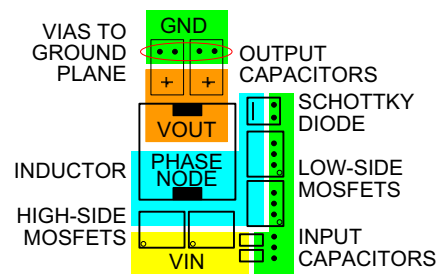 GND
VIAS TO
GROUND
PLANE
OUTPUT
CAPACITORS
+ +
VOUT
SCHOTTKY
DIODE
INDUCTOR
PHASE
NODE
LOW-SIDE
MOSFETS
HIGH-SIDE
MOSFETS
VIN
INPUT
CAPACITORS